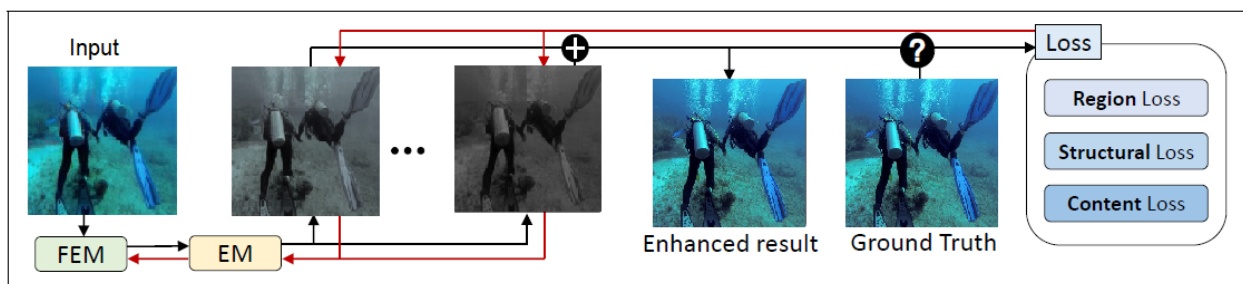 Input
Loss
?
Region Loss
Structural Loss
Content Loss
Enhanced result
Ground Truth
FEM
EM